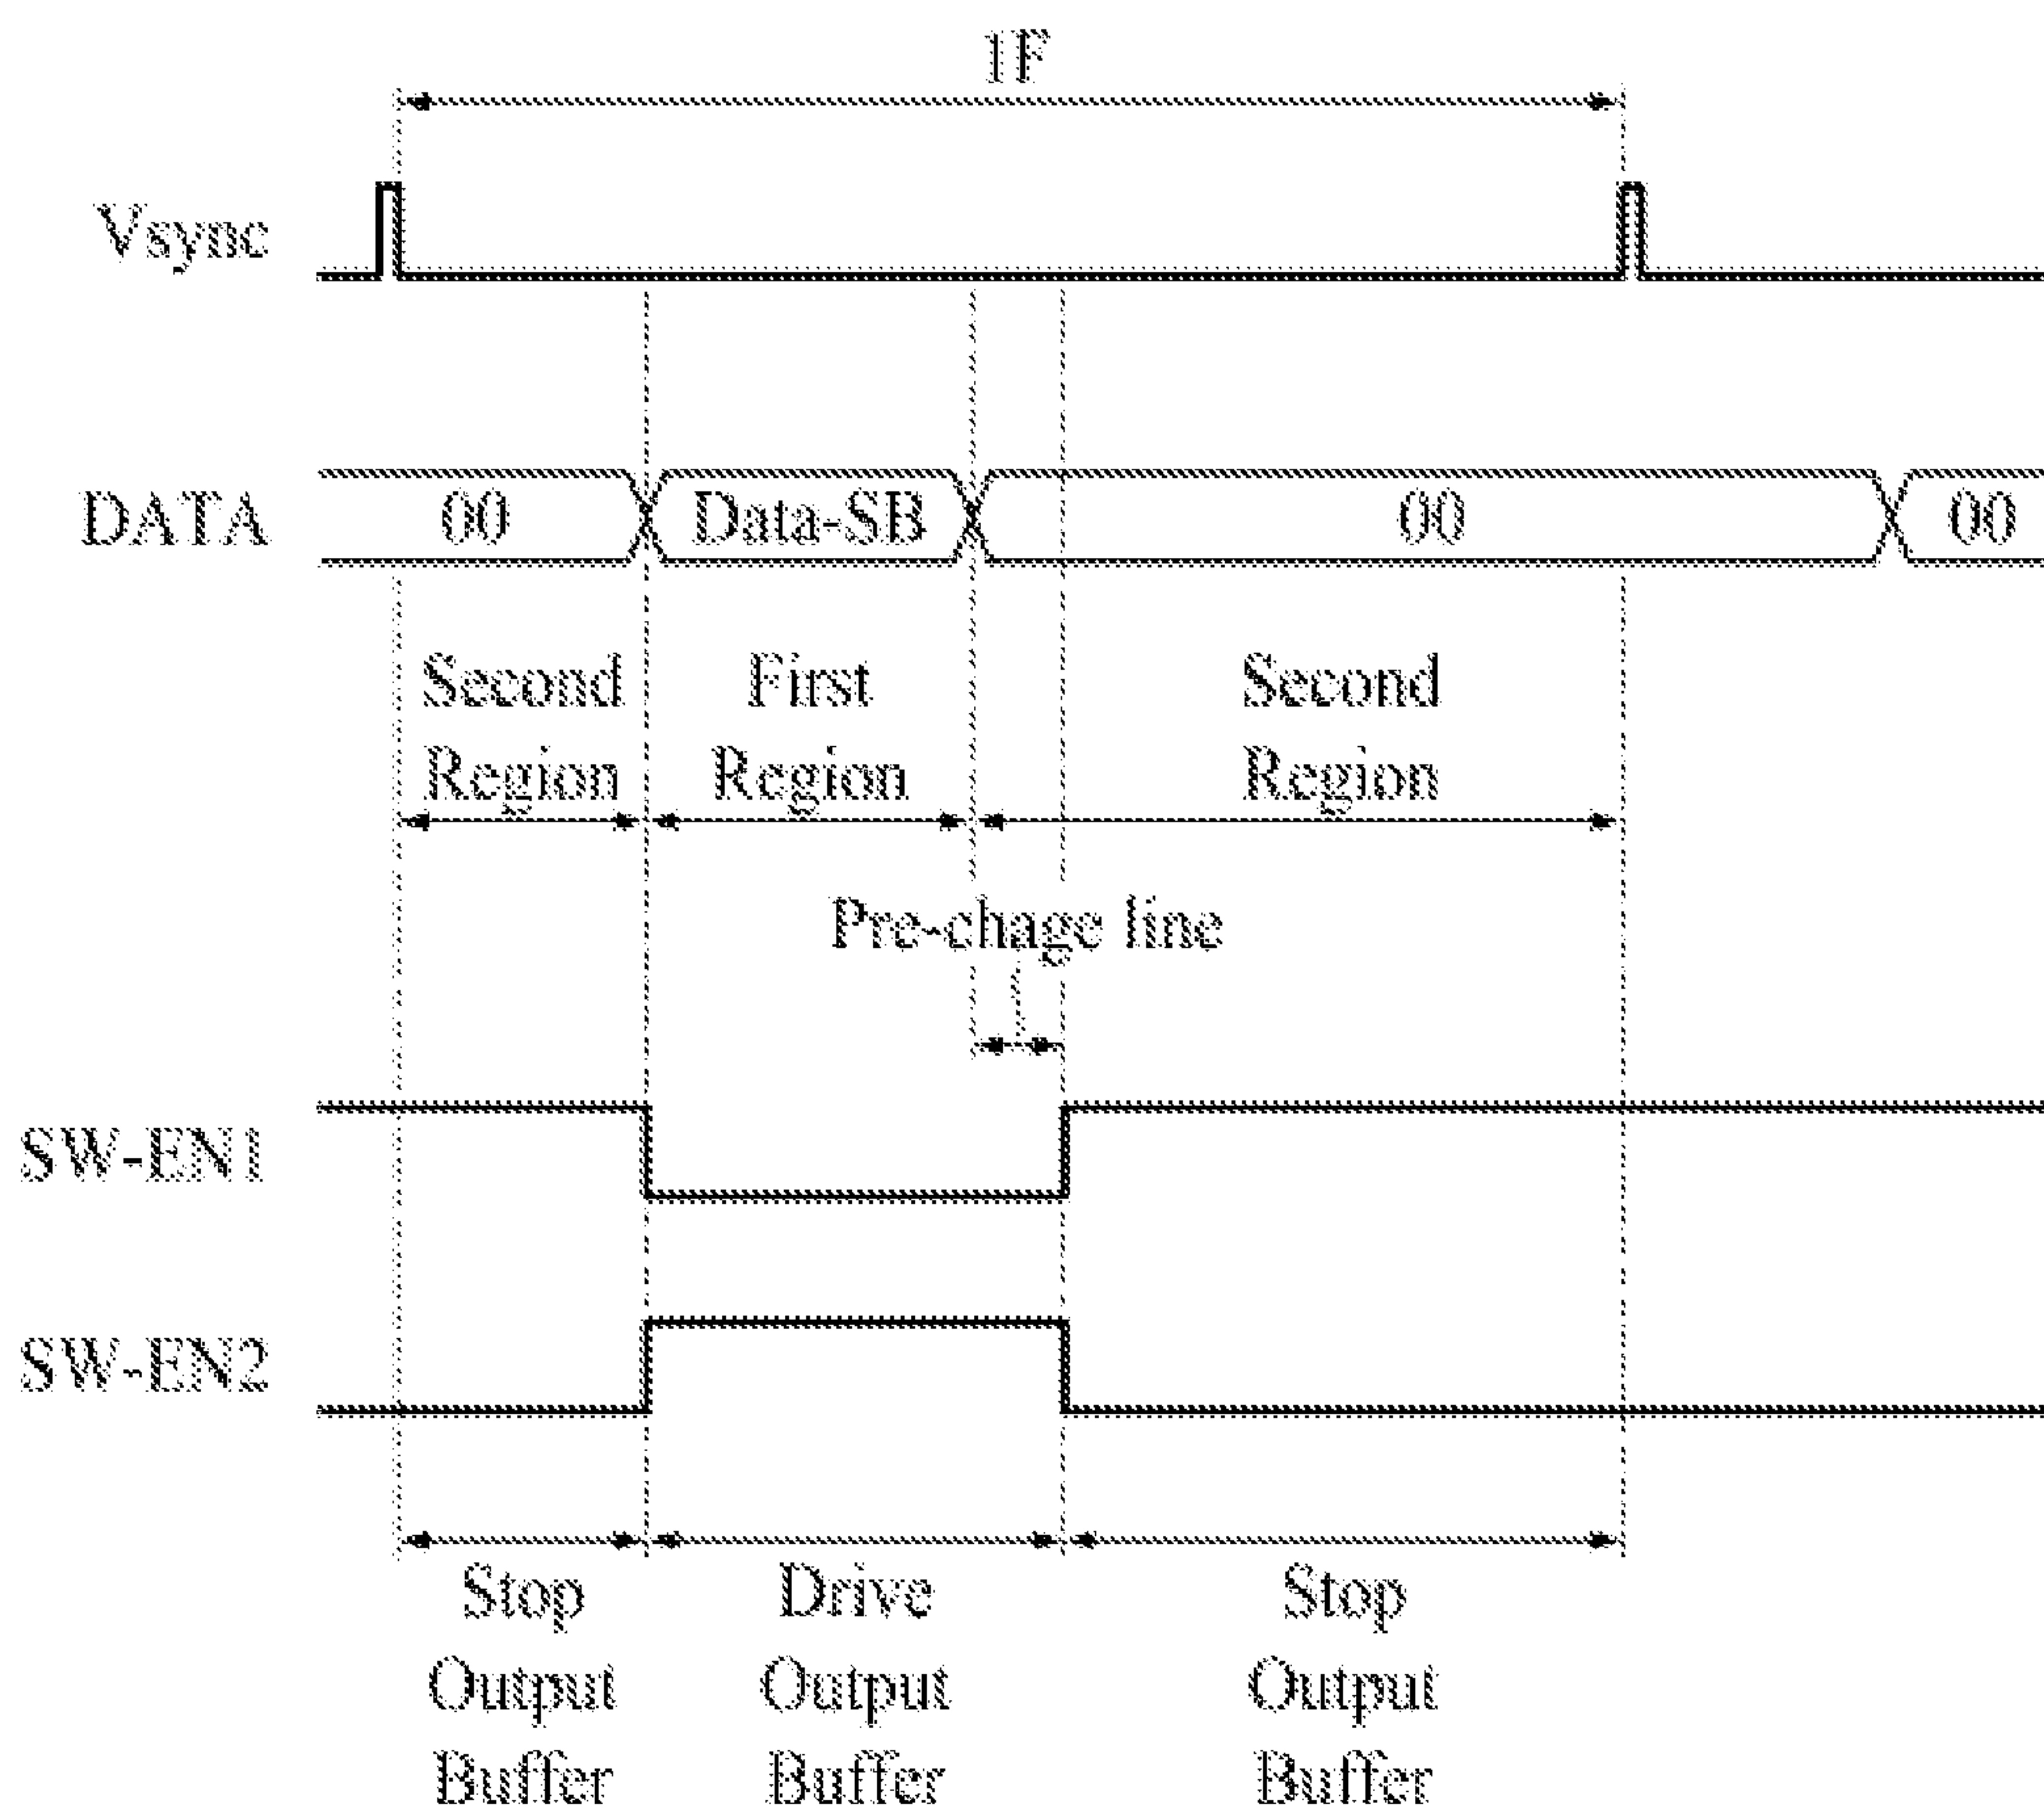 1F
Vsync
DATA
00
Data-SB
00
00
Second
Region
First
Region
Second
Region
Pre-chage line
SW-EN1
SW-EN2
Stop
Output
Buffer
Drive
Output
Buffer
Stop
Output
Buffer